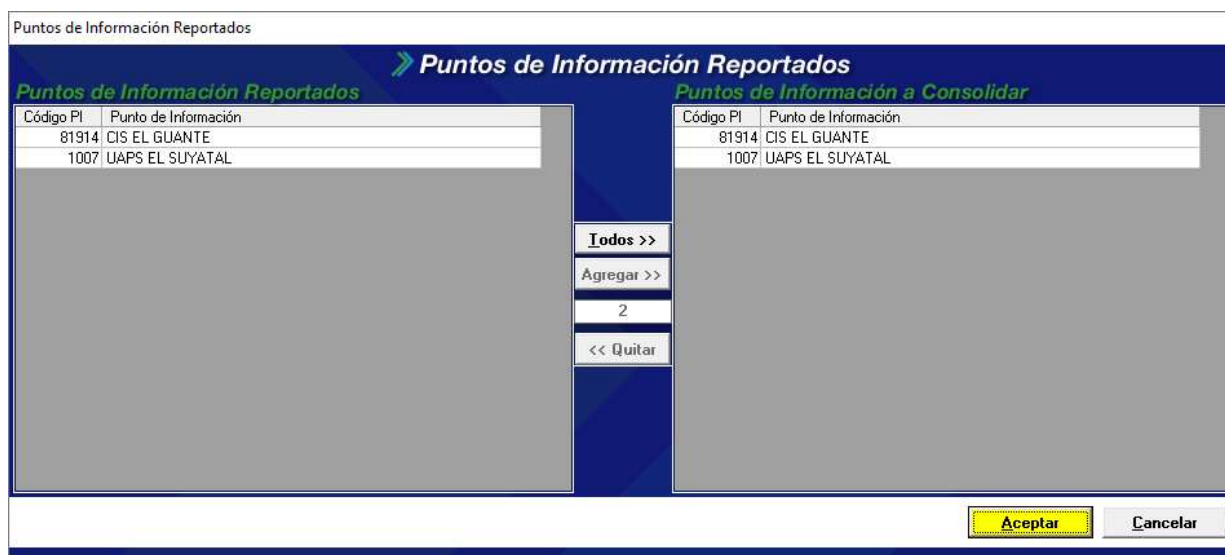 Puntos de Información Reportados
» Puntos de Información Reportados
Puntos de Información Reportados
Puntos de Información a Consolidar
Código PI Punto de Información
81914 CIS EL GUANTE
1007 UAPS EL SUYATAL
Código PI Punto de Información
81914 CIS EL GUANTE
1007 UAPS EL SUYATAL
Todos >>
Agregar >>
2
<< Quitar
Aceptar
Cancelar